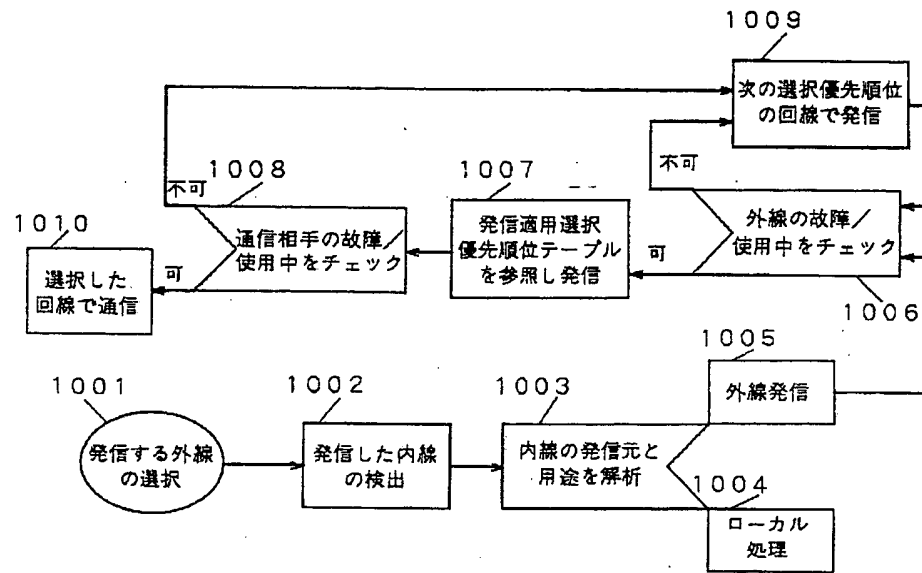 1009
次の選択優先順位
の回線で発信
不可
1008
不可
通信相手の故障／
使用中をチェック
可
1007
発信適用選択
優先順位テーブル
を参照し発信
可
外線の故障／
使用中をチェック
1006
1010
選択した
回線で通信
1001
発信する外線
の選択
1002
発信した内線
の検出
1003
内線の発信元と
用途を解析
1005
外線発信
1004
ローカル
処理